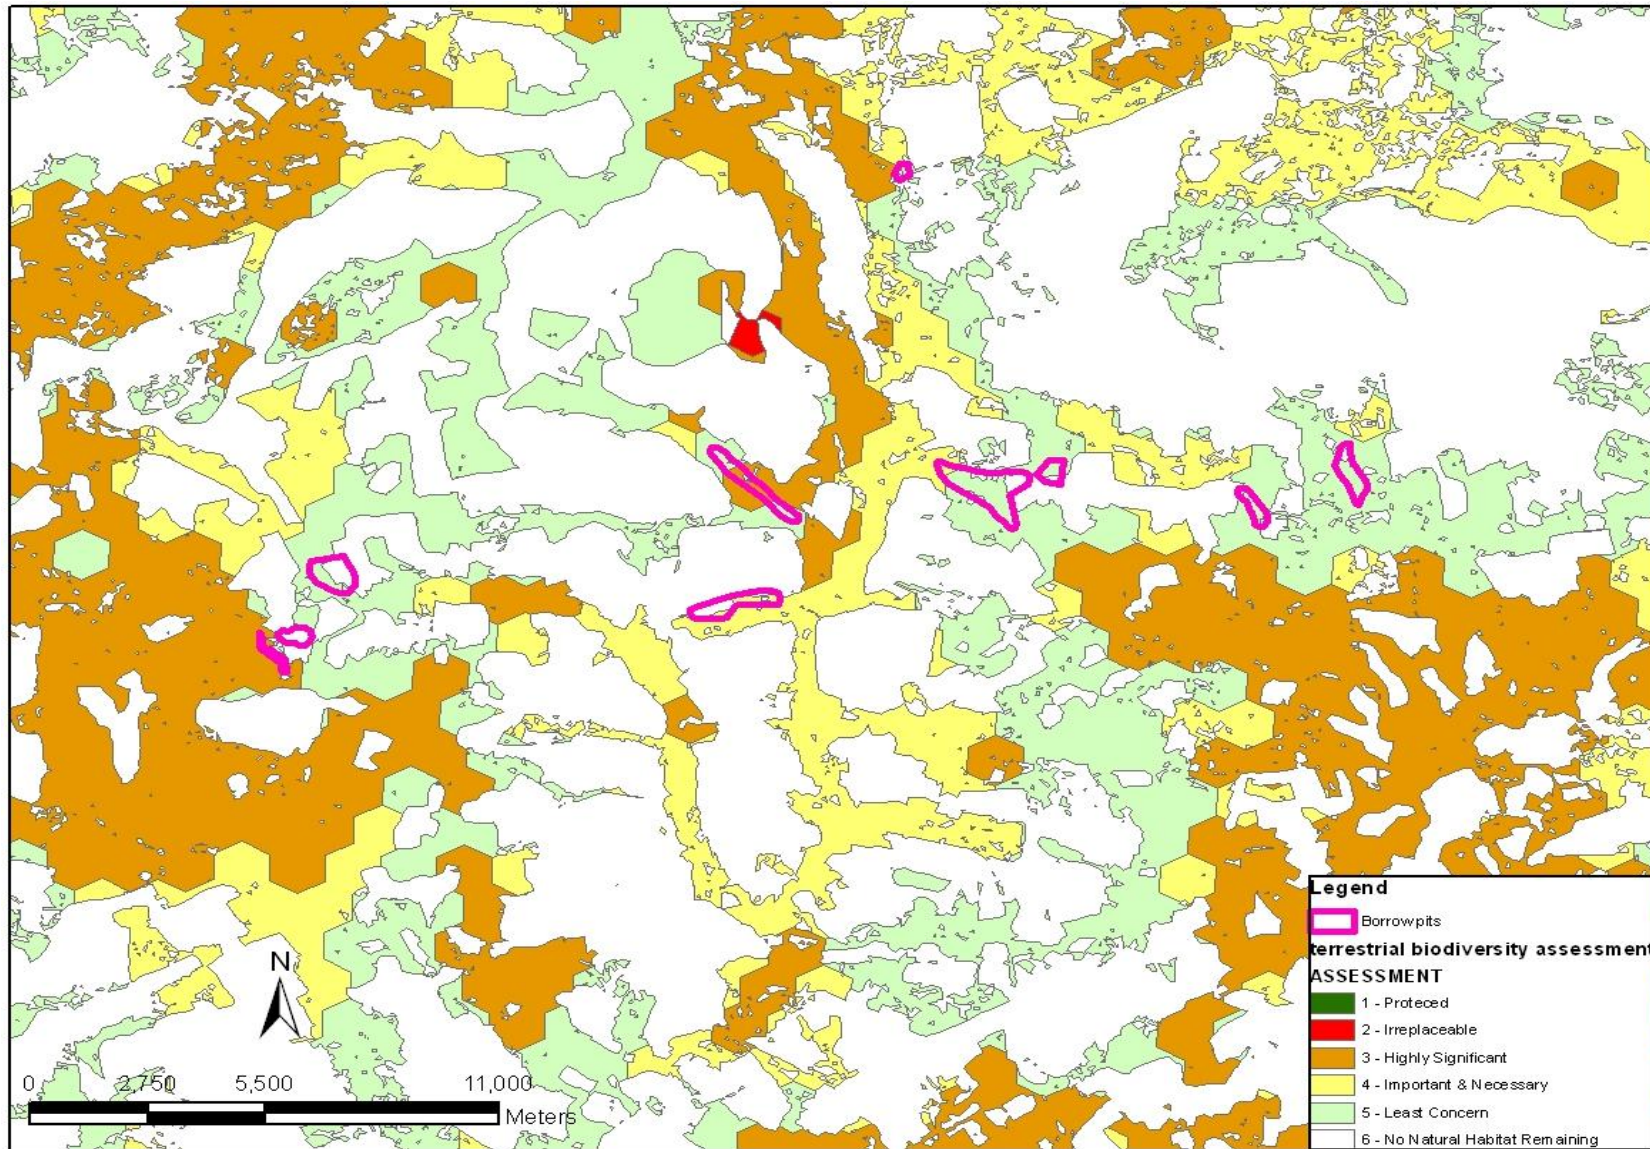 N
0 2,750 5,500 11,000
Meters
Legend
Borrowpits
terrestrial biodiversity assessment
ASSESSMENT
1 - Proteced
2 - Irreplaceable
3 - Highly Significant
4 - Important & Necessary
5 - Least Concern
6 - No Natural Habitat Remaining